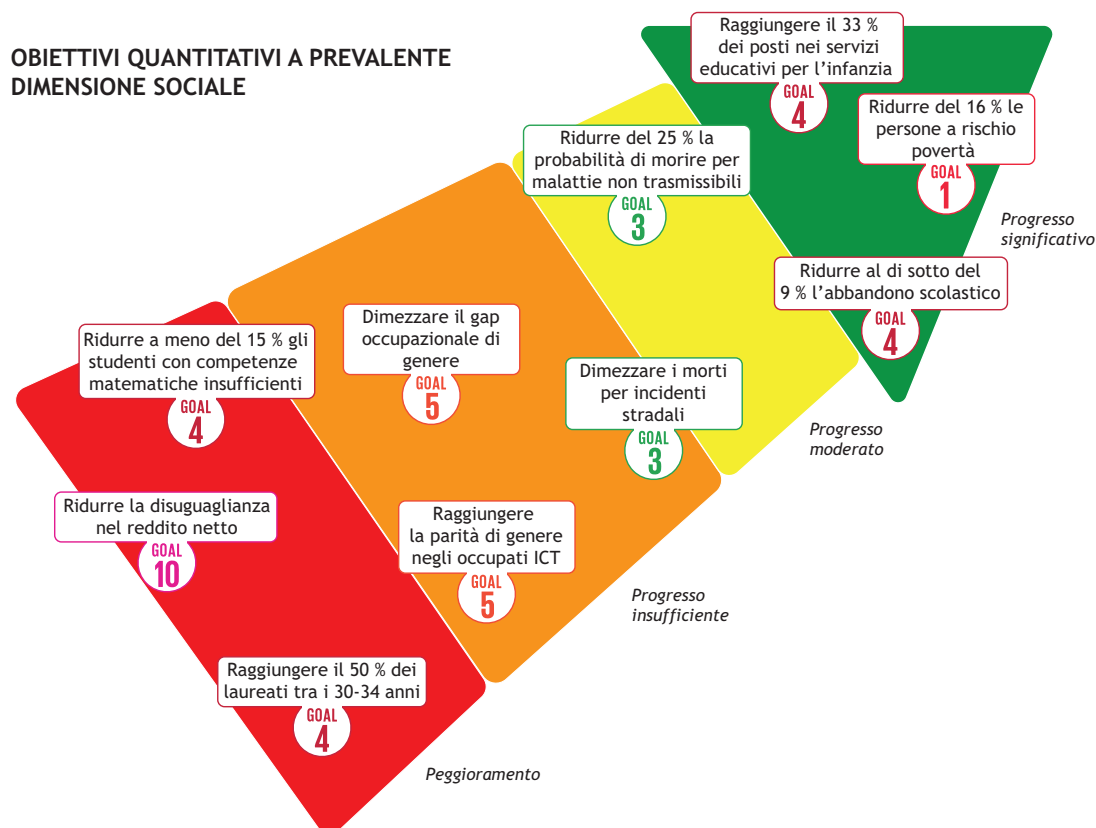 OBIETTIVI QUANTITATIVI A PREVALENTE
DIMENSIONE SOCIALE
Raggiungere il 33 %
dei posti nei servizi
educativi per l'infanzia
GOAL
4
Ridurre del 16 % le
persone a rischio
povertà
GOAL
1
Progresso
significativo
Ridurre del 25 % la
probabilità di morire per
malattie non trasmissibili
GOAL
3
Ridurre al di sotto del
9 % l'abbandono scolastico
GOAL
4
Progresso
moderato
Dimezzare il gap
occupazionale di
genere
GOAL
5
Dimezzare i morti
per incidenti
stradali
GOAL
3
Raggiungere
la parità di genere
negli occupati ICT
GOAL
5
Progresso
insufficiente
Ridurre a meno del 15 % gli
studenti con competenze
matematiche insufficienti
GOAL
4
Ridurre la disuguaglianza
nel reddito netto
GOAL
10
Raggiungere il 50 % dei
laureati tra i 30-34 anni
GOAL
4
Peggioramento